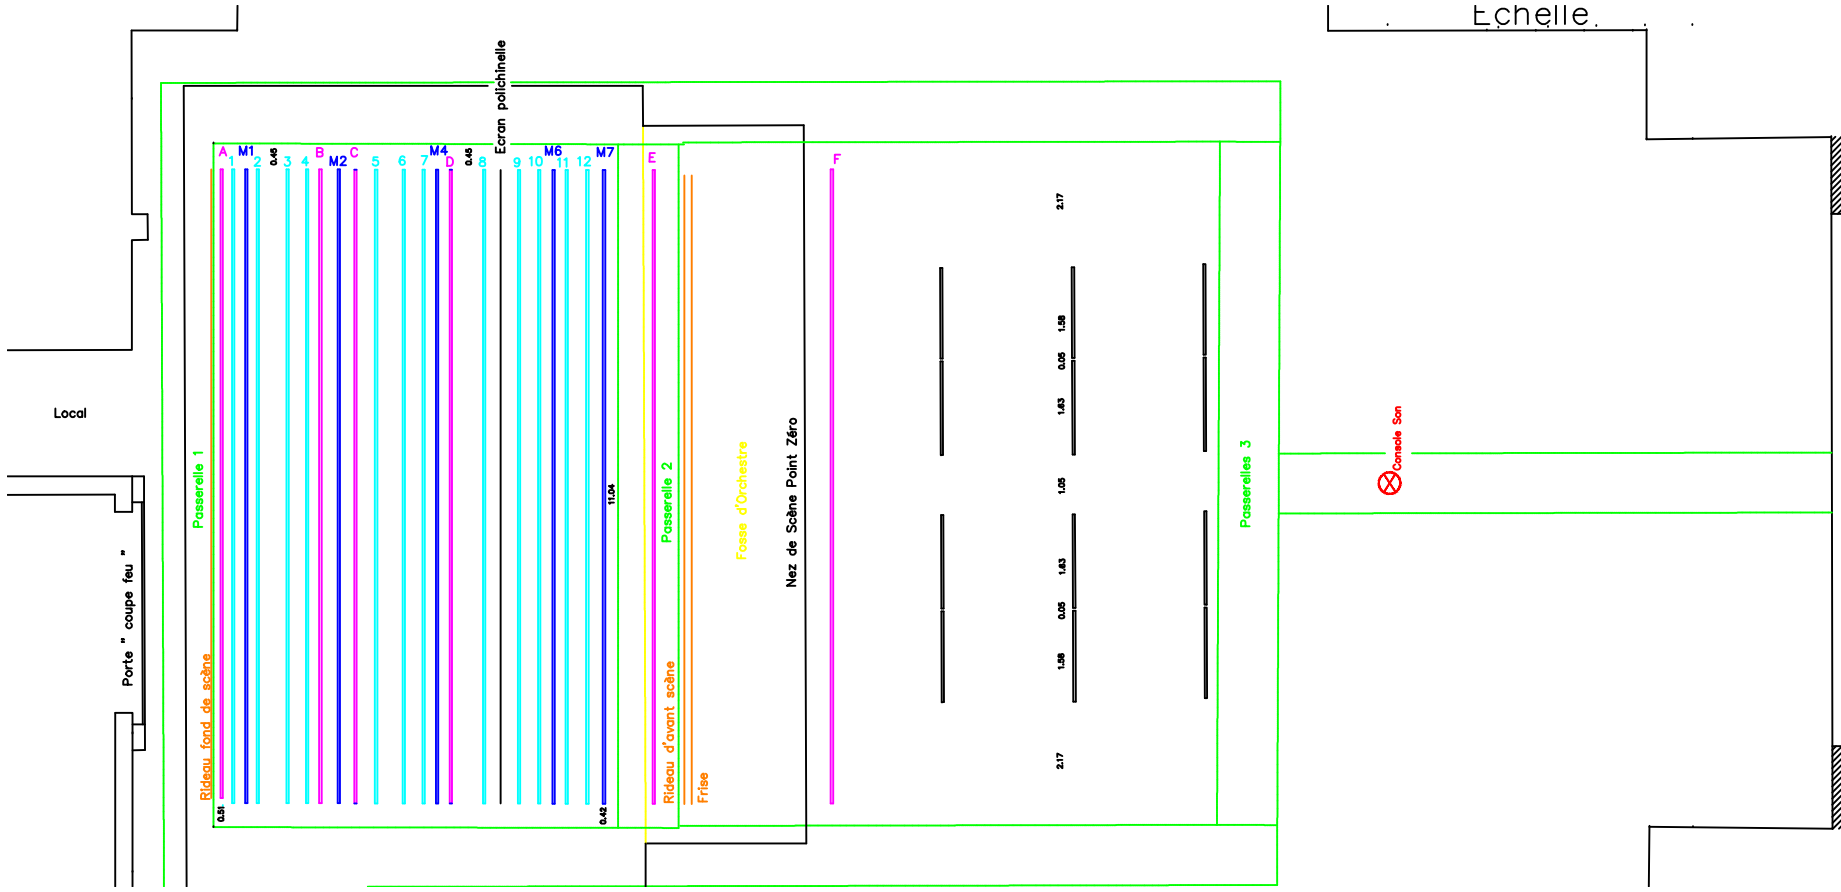 Echelle
Ecran polichinelle
A
M1
B
C
M4
M6
M7
E
F
1
2
0.45
3
4
M2
5
6
7
D
0.45
8
9
10
11
12
2.17
1.58
0.05
1.63
1.05
1.63
0.05
1.58
2.17
Local
Porte " coupe feu "
Passerelle 1
Rideau fond de scène
0.51
11.04
0.42
Passerelle 2
Rideau d'avant scène
Frise
Fosse d'Orchestre
Nez de Scène Point Zéro
Passerelles 3
Console Son